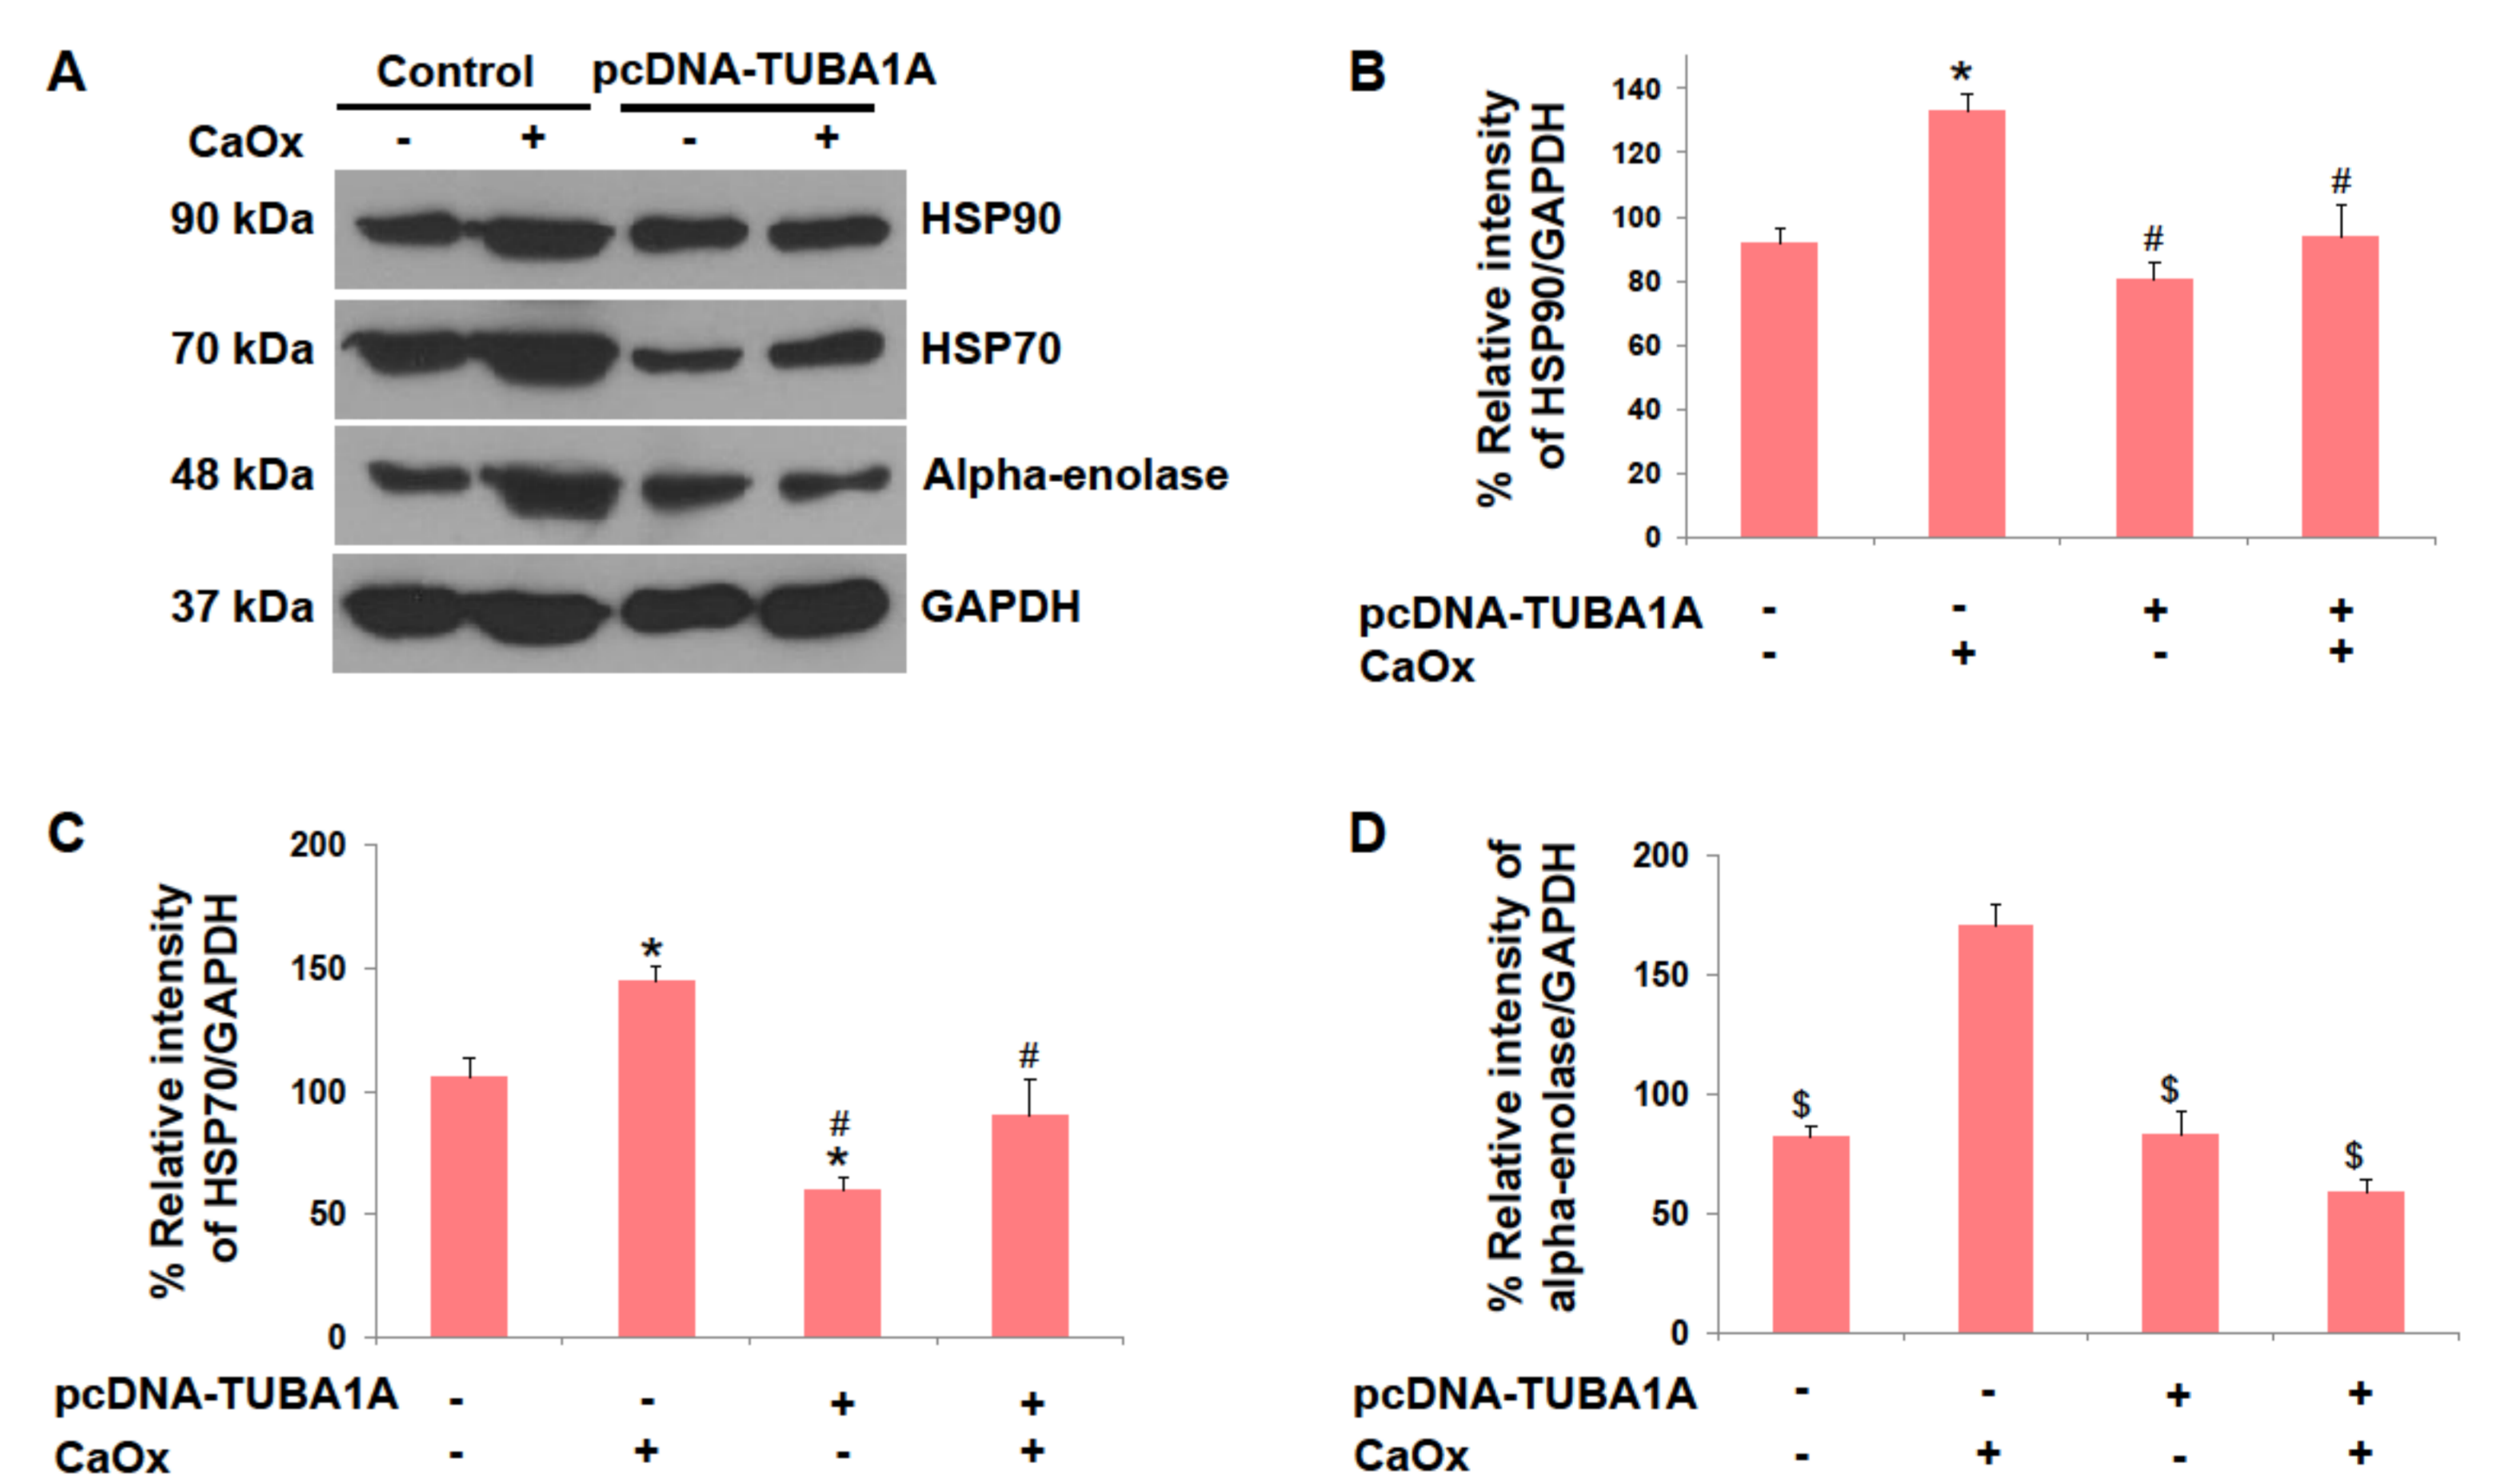 A
Control pcDNA-TUBA1A
CaOx - + - +
90 kDa HSP90
70 kDa HSP70
48 kDa Alpha-enolase
37 kDa GAPDH
B
% Relative intensity
of HSP90/GAPDH
140
120
100
80
60
40
20
0
*
#
#
pcDNA-TUBA1A - - + +
CaOx - + - +
C
% Relative intensity
of HSP70/GAPDH
200
150
100
50
0
*
#
*
#
pcDNA-TUBA1A - - + +
CaOx - + - +
D
% Relative intensity of
alpha-enolase/GAPDH
200
150
100
50
0
$
$
$
pcDNA-TUBA1A - - + +
CaOx - + - +